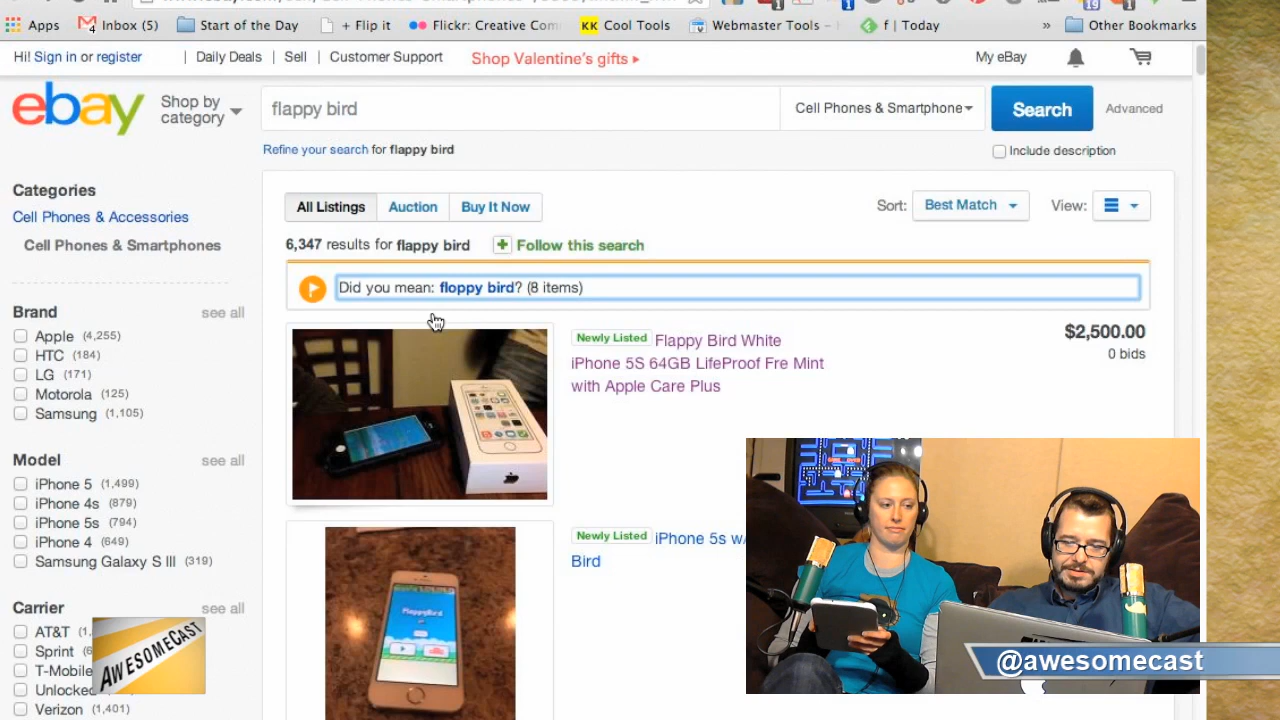 Apps
Inbox (5)
Start of the Day
+ Flip it
Flickr: Creative Com
KK Cool Tools
Webmaster Tools -
f | Today
»
Other Bookmarks
Hi! Sign in or register
Daily Deals
Sell
Customer Support
Shop Valentine's gifts
My eBay
ebay
Shop by category
flappy bird
Cell Phones & Smartphone
Search
Advanced
Refine your search for flappy bird
Include description
Categories
Cell Phones & Accessories
Cell Phones & Smartphones
All Listings
Auction
Buy It Now
Sort: Best Match
View:
6,347 results for flappy bird
Follow this search
Did you mean: floppy bird? (8 items)
Brand
see all
Apple (4,255)
HTC (184)
LG (171)
Motorola (125)
Samsung (1,105)
Newly Listed Flappy Bird White
iPhone 5S 64GB LifeProof Fre Mint
with Apple Care Plus
$2,500.00
0 bids
Model
see all
iPhone 5 (1,499)
iPhone 4s (879)
iPhone 5s (794)
iPhone 4 (649)
Samsung Galaxy S III (319)
Newly Listed iPhone 5s w/
Bird
FlappyBird
Carrier
see all
AT&T (1,
Sprint (6
T-Mobile
Unlocked
Verizon (1,401)
AWESOMECAST
@awesomecast